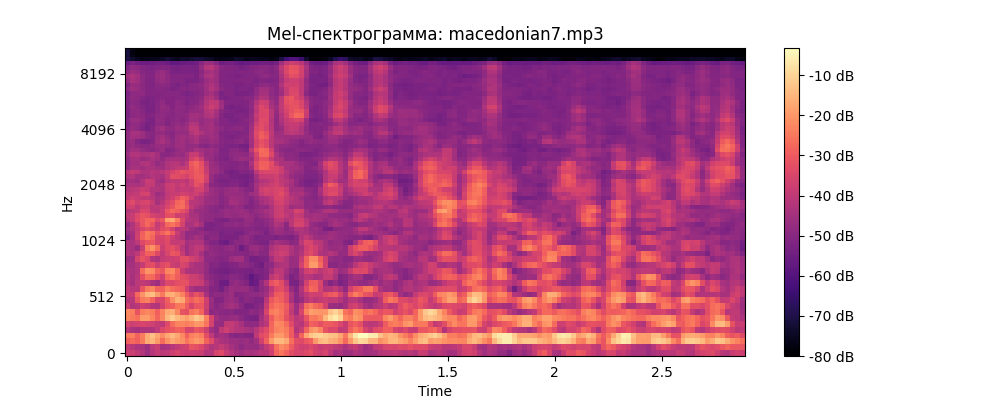 Mel-спектрограмма: macedonian7.mp3
Hz
8192
4096
2048
1024
512
0
0
0.5
1
1.5
2
2.5
Time
-10 dB
-20 dB
-30 dB
-40 dB
-50 dB
-60 dB
-70 dB
-80 dB